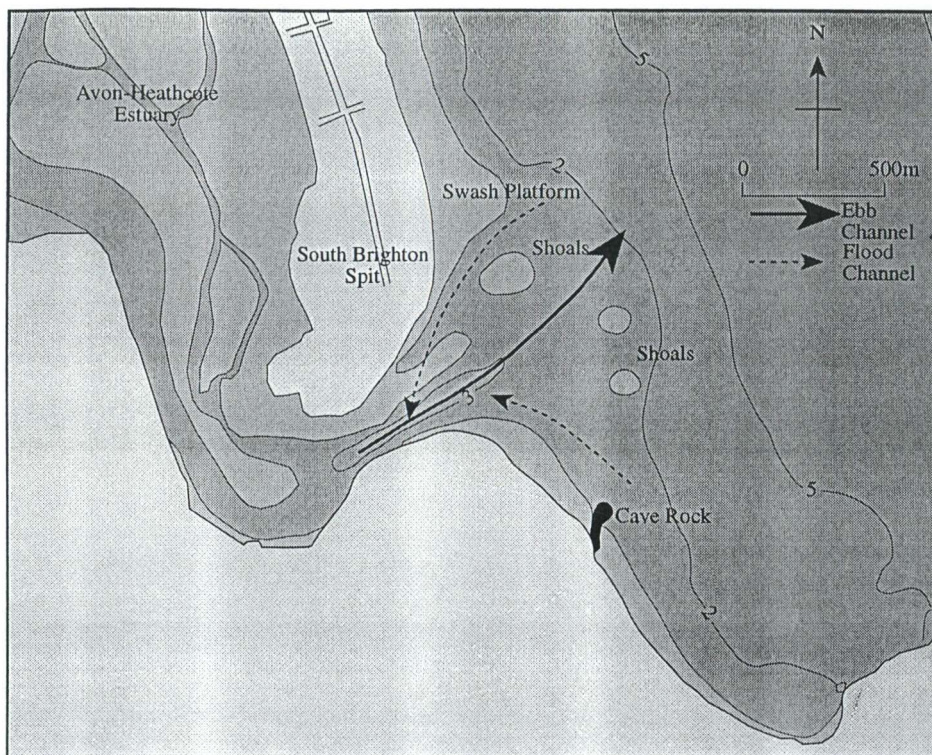 N
Avon-Heathcote
Estuary
5
2
0 500m
Swash Platform
Ebb
Channel
Shoals
South Brighton
Spit
Flood
Channel
Shoals
5
Cave Rock
2